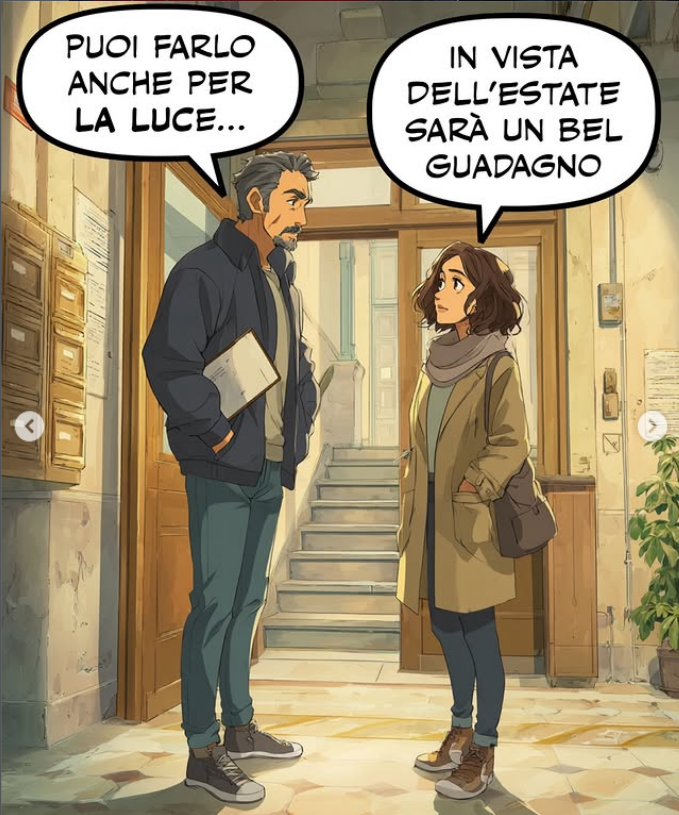 PUOI FARLO
ANCHE PER
LA LUCE...
IN VISTA
DELL'ESTATE
SARÀ UN BEL
GUADAGNO